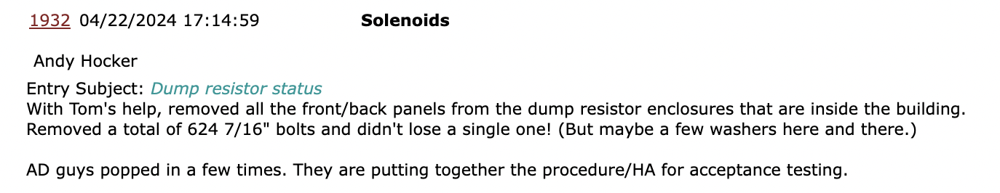 1932 04/22/2024 17:14:59 Solenoids
Andy Hocker
Entry Subject: Dump resistor status
With Tom's help, removed all the front/back panels from the dump resistor enclosures that are inside the building.
Removed a total of 624 7/16" bolts and didn't lose a single one! (But maybe a few washers here and there.)
AD guys popped in a few times. They are putting together the procedure/HA for acceptance testing.